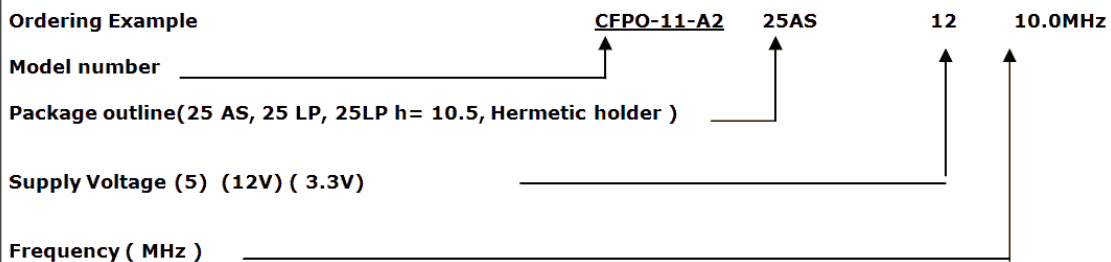 Ordering Example CFPO-11-A2 25AS 12 10.0MHz
Model number
Package outline(25 AS, 25 LP, 25LP h= 10.5, Hermetic holder )
Supply Voltage (5) (12V) ( 3.3V)
Frequency ( MHz )